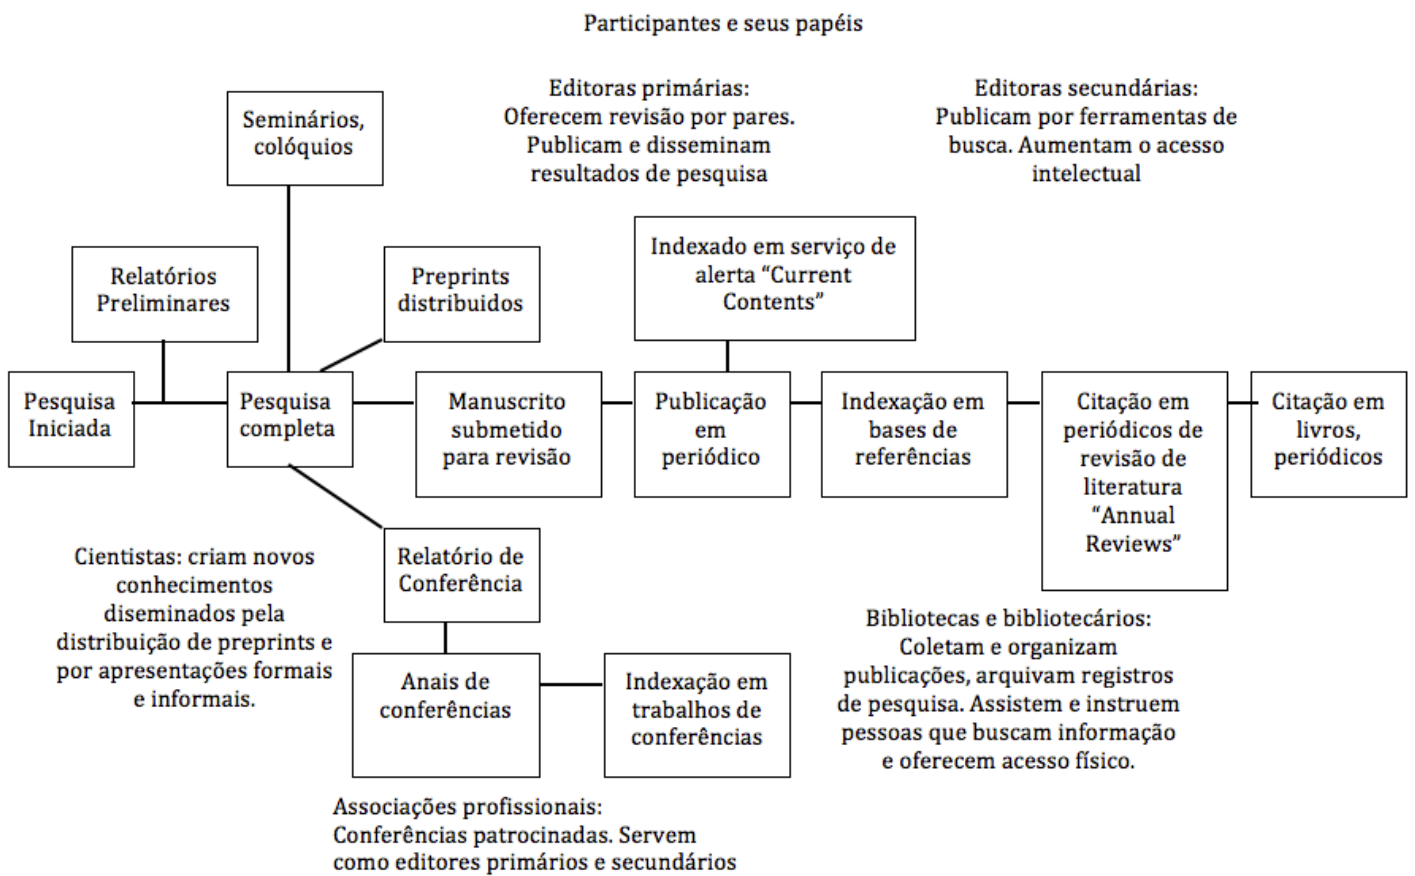 Participantes e seus papéis
Editoras primárias:
Oferecem revisão por pares.
Publicam e disseminam
resultados de pesquisa
Editoras secundárias:
Publicam por ferramentas de
busca. Aumentam o acesso
intelectual
Seminários,
colóquios
Relatórios
Preliminares
Preprints
distribuidos
Indexado em serviço de
alerta “Current
Contents”
Pesquisa
Iniciada
Pesquisa
completa
Manuscrito
submetido
para revisão
Publicação
em
periódico
Indexação em
bases de
referências
Citação em
periódicos de
revisão de
literatura
“Annual
Reviews”
Citação em
livros,
periódicos
Cientistas: criam novos
conhecimentos
diseminados pela
distribuição de preprints e
por apresentações formais
e informais.
Relatório de
Conferência
Anais de
conferências
Indexação em
trabalhos de
conferências
Bibliotecas e bibliotecários:
Coletam e organizam
publicações, arquivam registros
de pesquisa. Assistem e instruem
pessoas que buscam informação
e oferecem acesso físico.
Associações profissionais:
Conferências patrocinadas. Servem
como editores primários e secundários